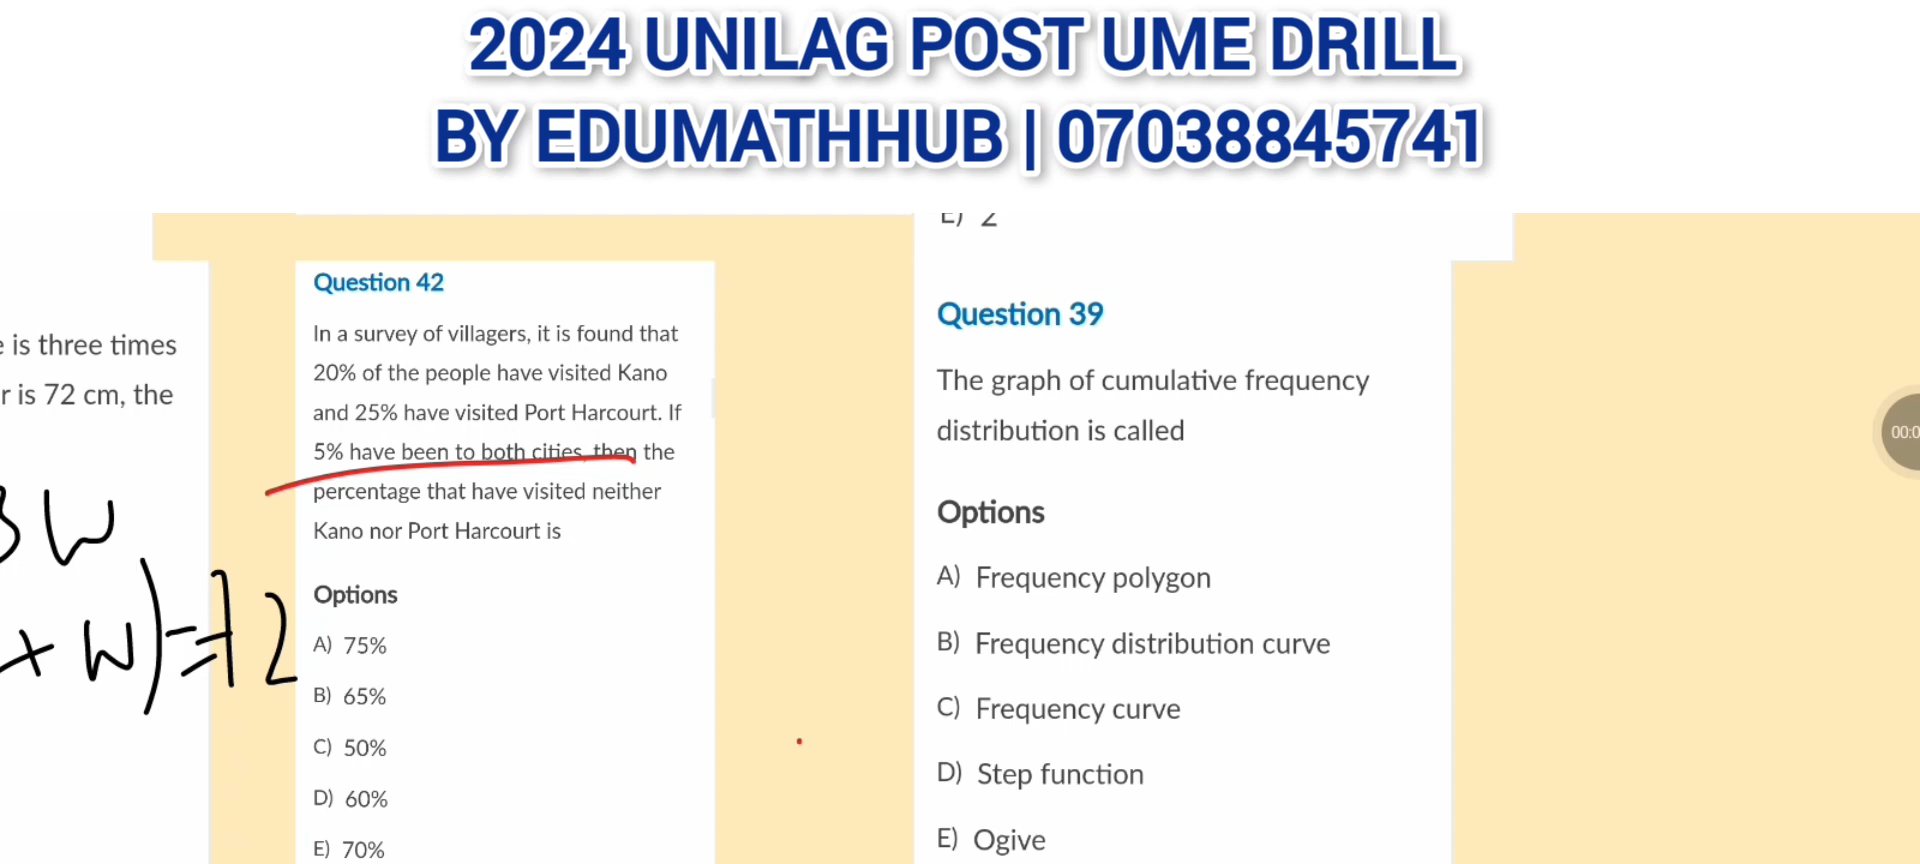 2024 UNILAG POST UME DRILL
BY EDUMATHHUB | 07038845741
is three times
r is 72 cm, the
3W
+ W) = 72
Question 42
In a survey of villagers, it is found that
20% of the people have visited Kano
and 25% have visited Port Harcourt. If
5% have been to both cities, then the
percentage that have visited neither
Kano nor Port Harcourt is
Options
A) 75%
B) 65%
C) 50%
D) 60%
E) 70%
E) 2
Question 39
The graph of cumulative frequency
distribution is called
Options
A) Frequency polygon
B) Frequency distribution curve
C) Frequency curve
D) Step function
E) Ogive
00:0